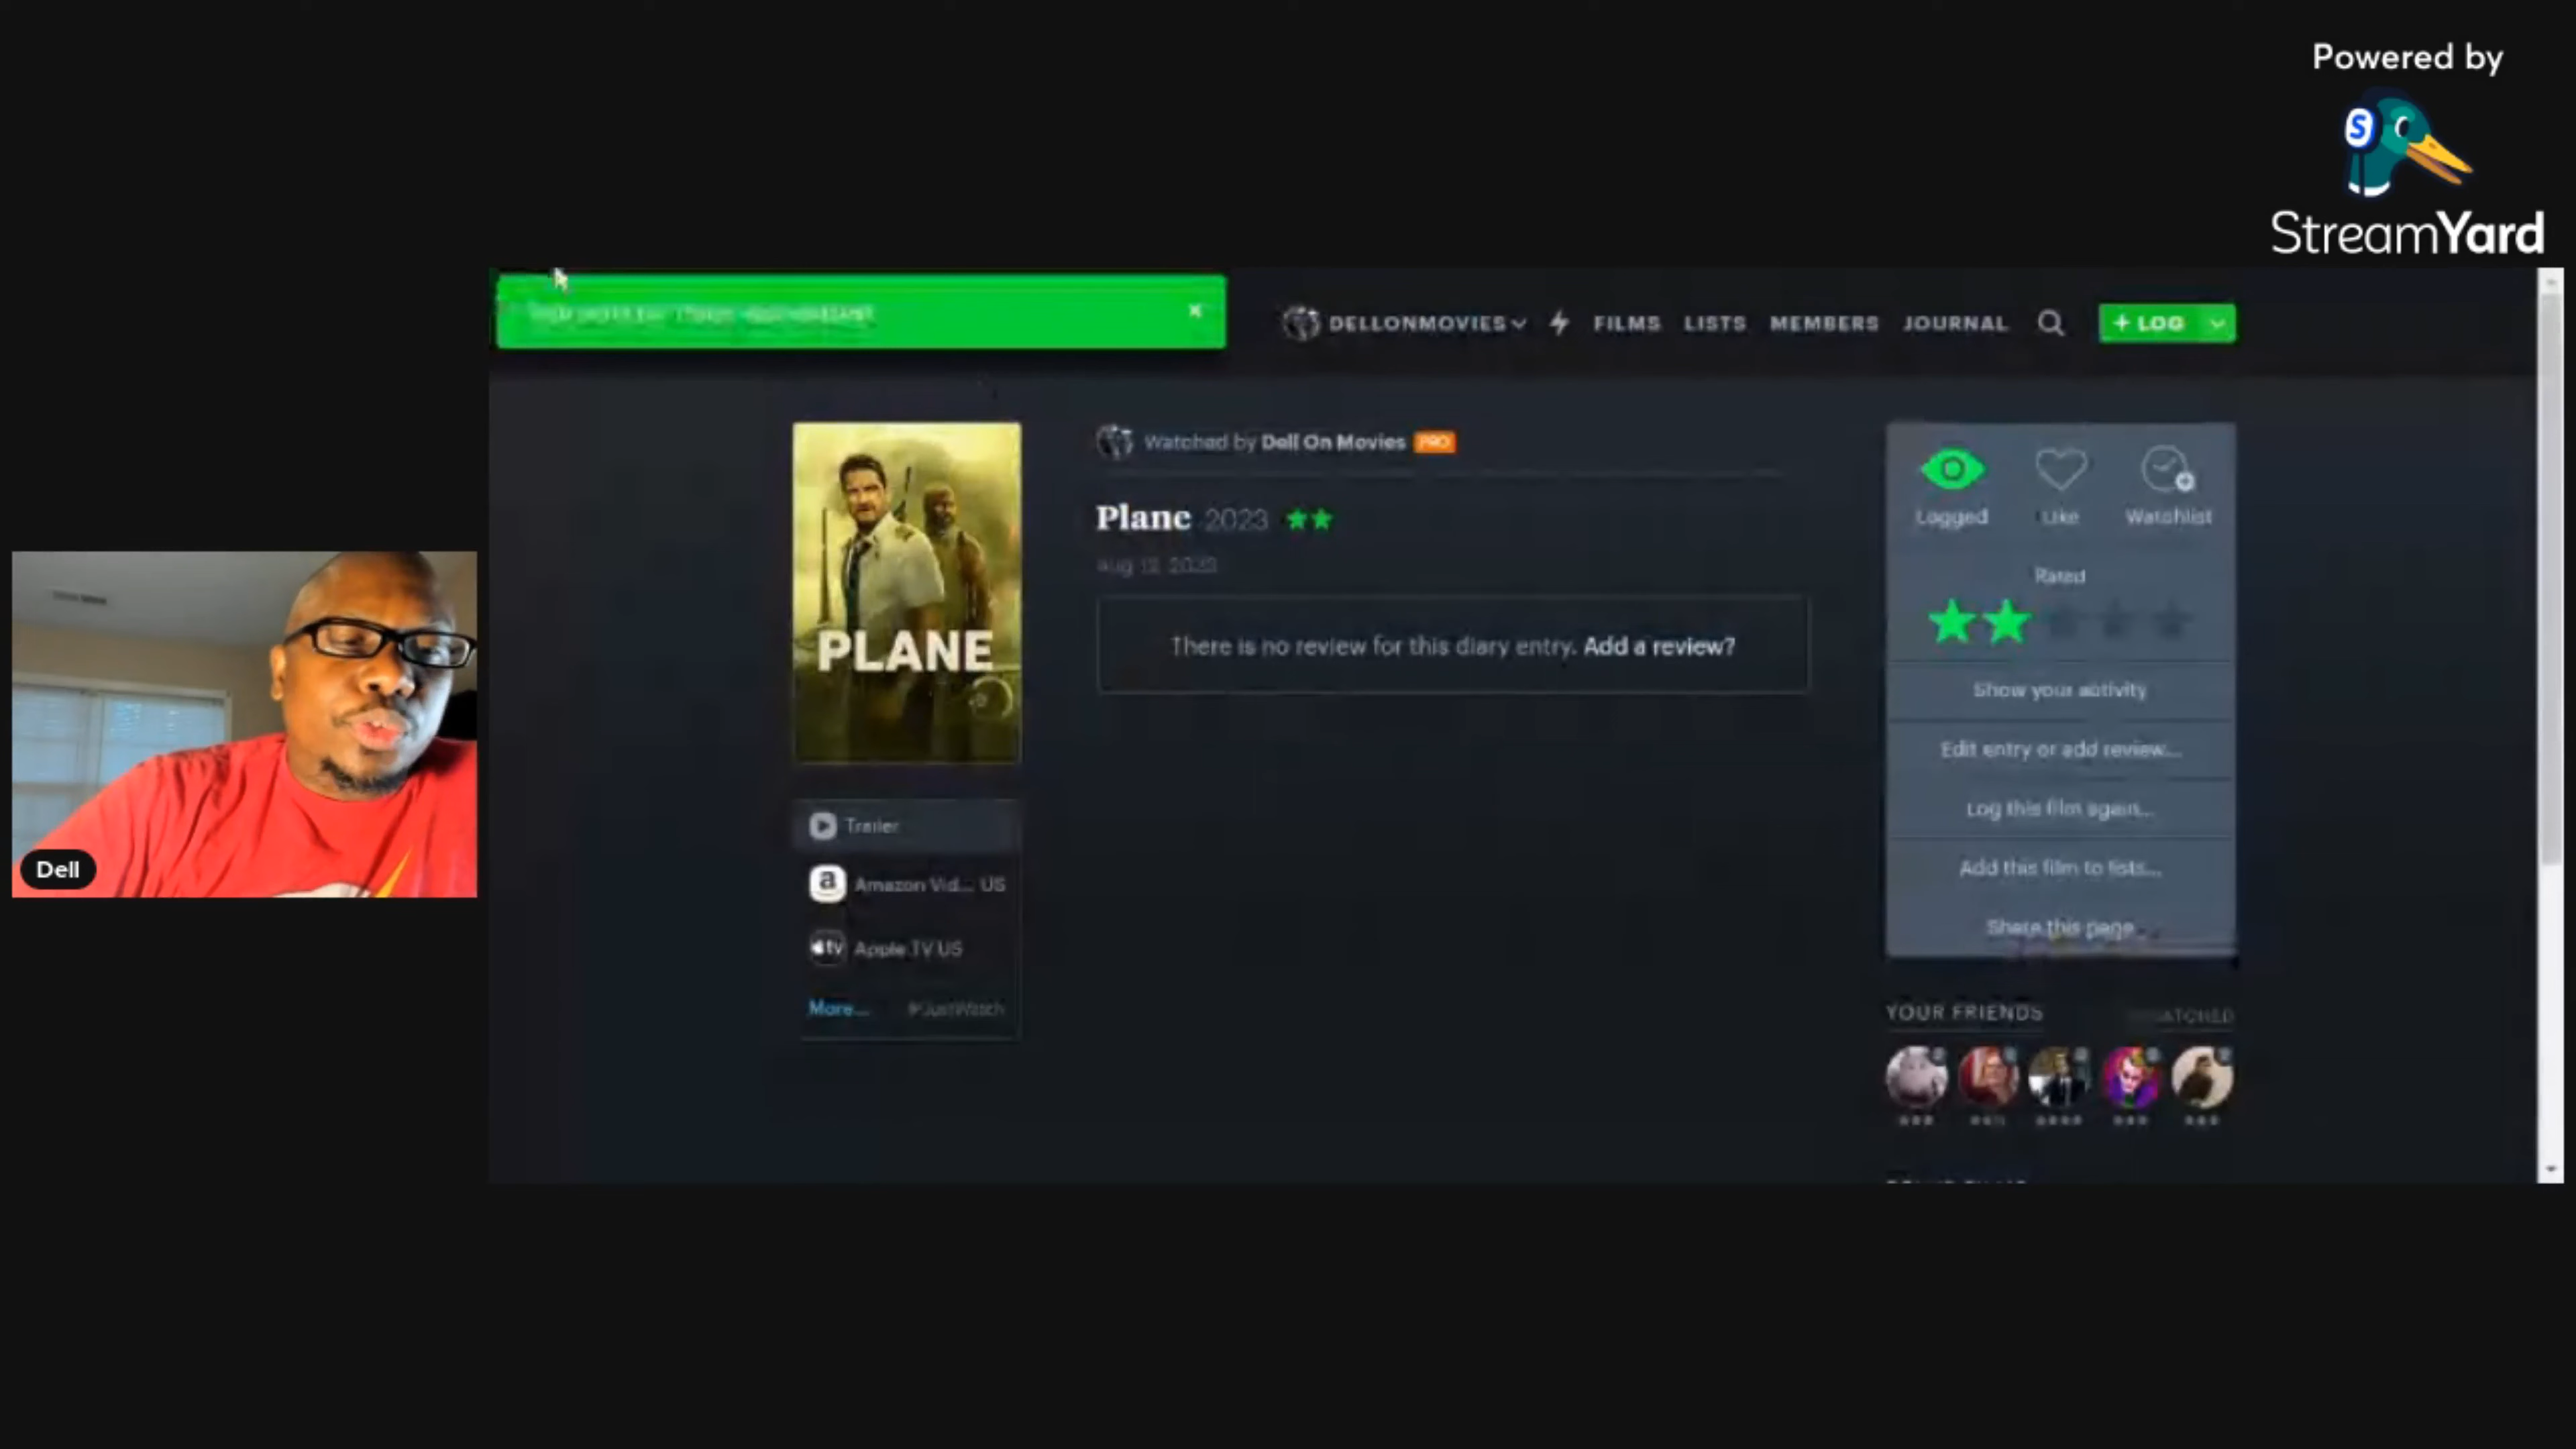 Powered by
StreamYard
DELLONMOVIES
FILMS
LISTS
MEMBERS
JOURNAL
+ LOG
Watched by Dell On Movies PRO
Plane 2023
There is no review for this diary entry. Add a review?
PLANE
Logged
Like
Watchlist
Rated
Show your activity
Edit entry or add review...
Log this film again...
Add this film to lists...
Share this page
Trailer
Amazon Vid... US
tv Apple TV US
More...
JustWatch
YOUR FRIENDS
Dell